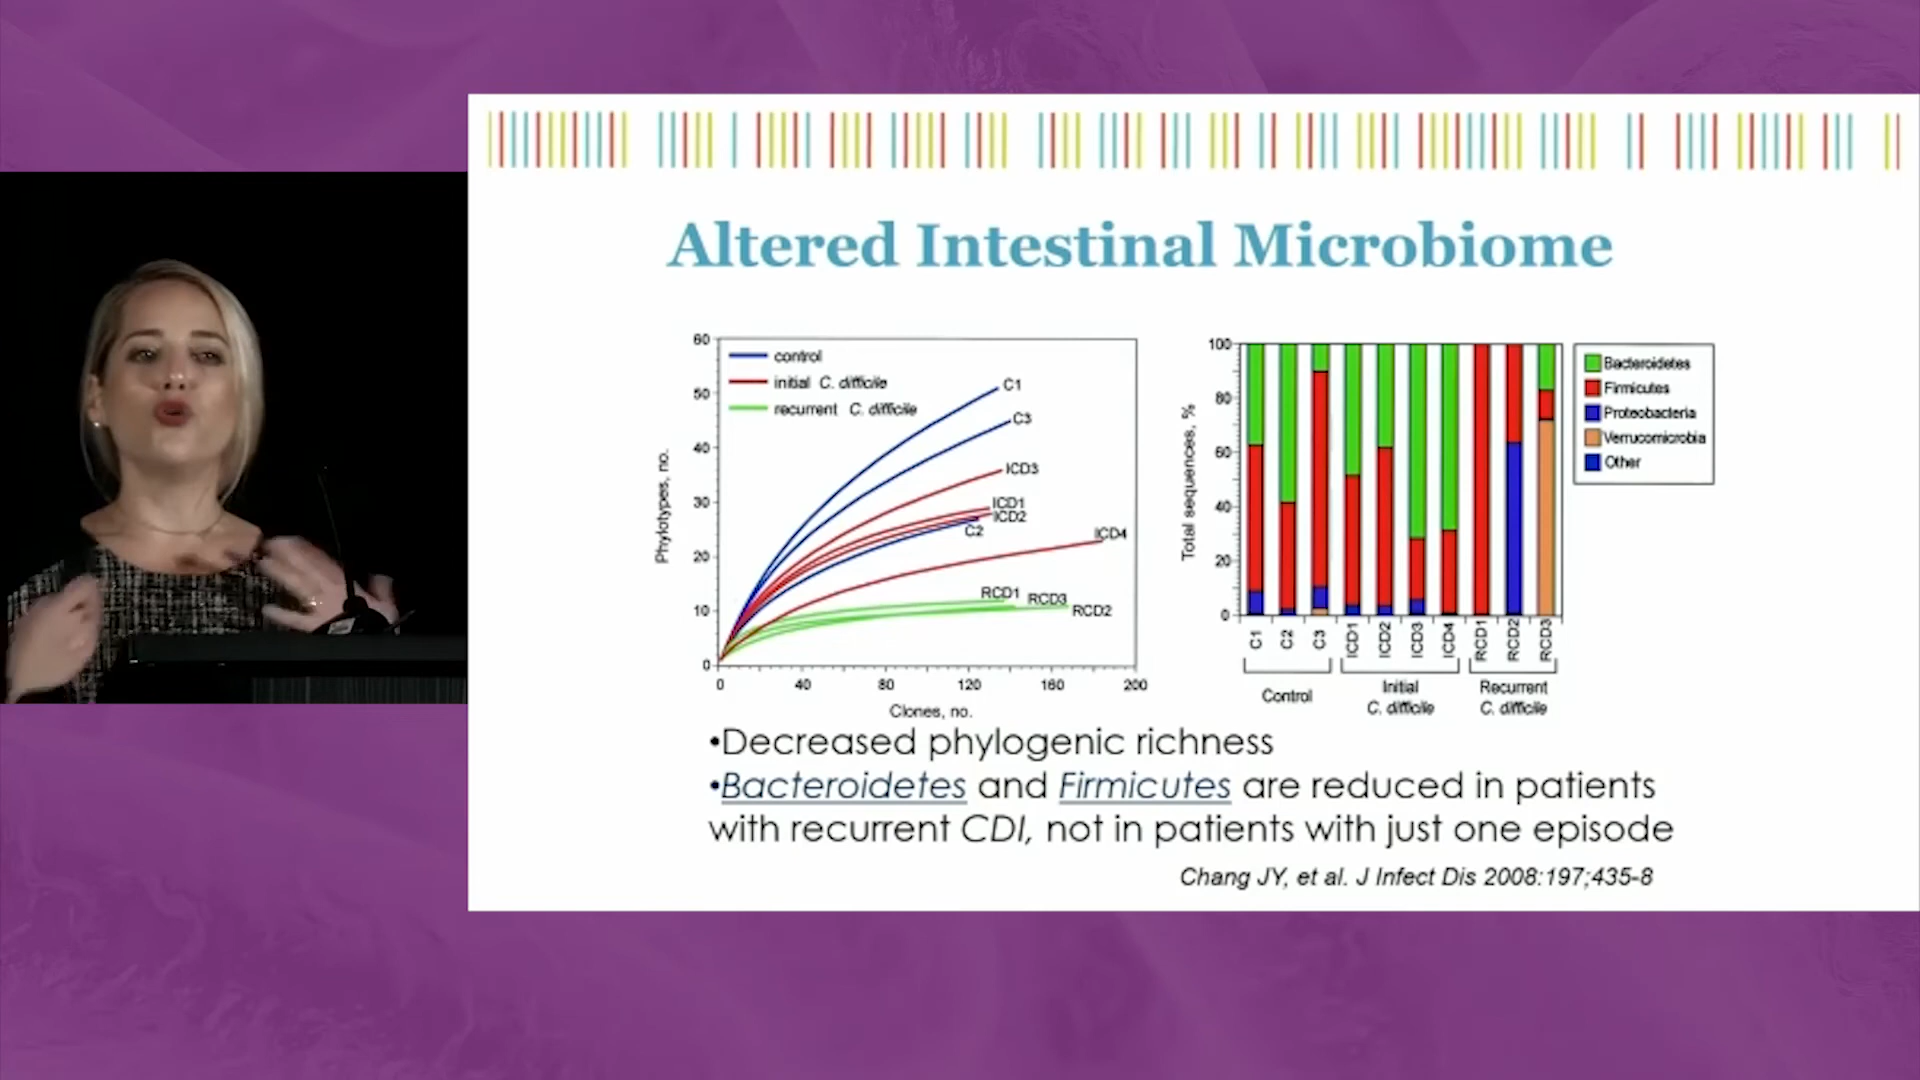 Altered Intestinal Microbiome
60
50
40
30
20
10
0
Phylotypes, no.
control
initial C. difficile
recurrent C. difficile
C1
C3
ICD3
ICD1
ICD2
C2
ICD4
RCD1
RCD3
RCD2
0 40 80 120 160 200
Clones, no.
100
80
60
40
20
0
Total sequences, %
C1 C2 C3 ICD1 ICD2 ICD3 ICD4 RCD1 RCD2 RCD3
Control
Initial
C. difficile
Recurrent
C. difficile
Bacteroidetes
Firmicutes
Proteobacteria
Verrucomicrobia
Other
•Decreased phylogenic richness
•Bacteroidetes and Firmicutes are reduced in patients
with recurrent CDI, not in patients with just one episode
Chang JY, et al. J Infect Dis 2008:197;435-8